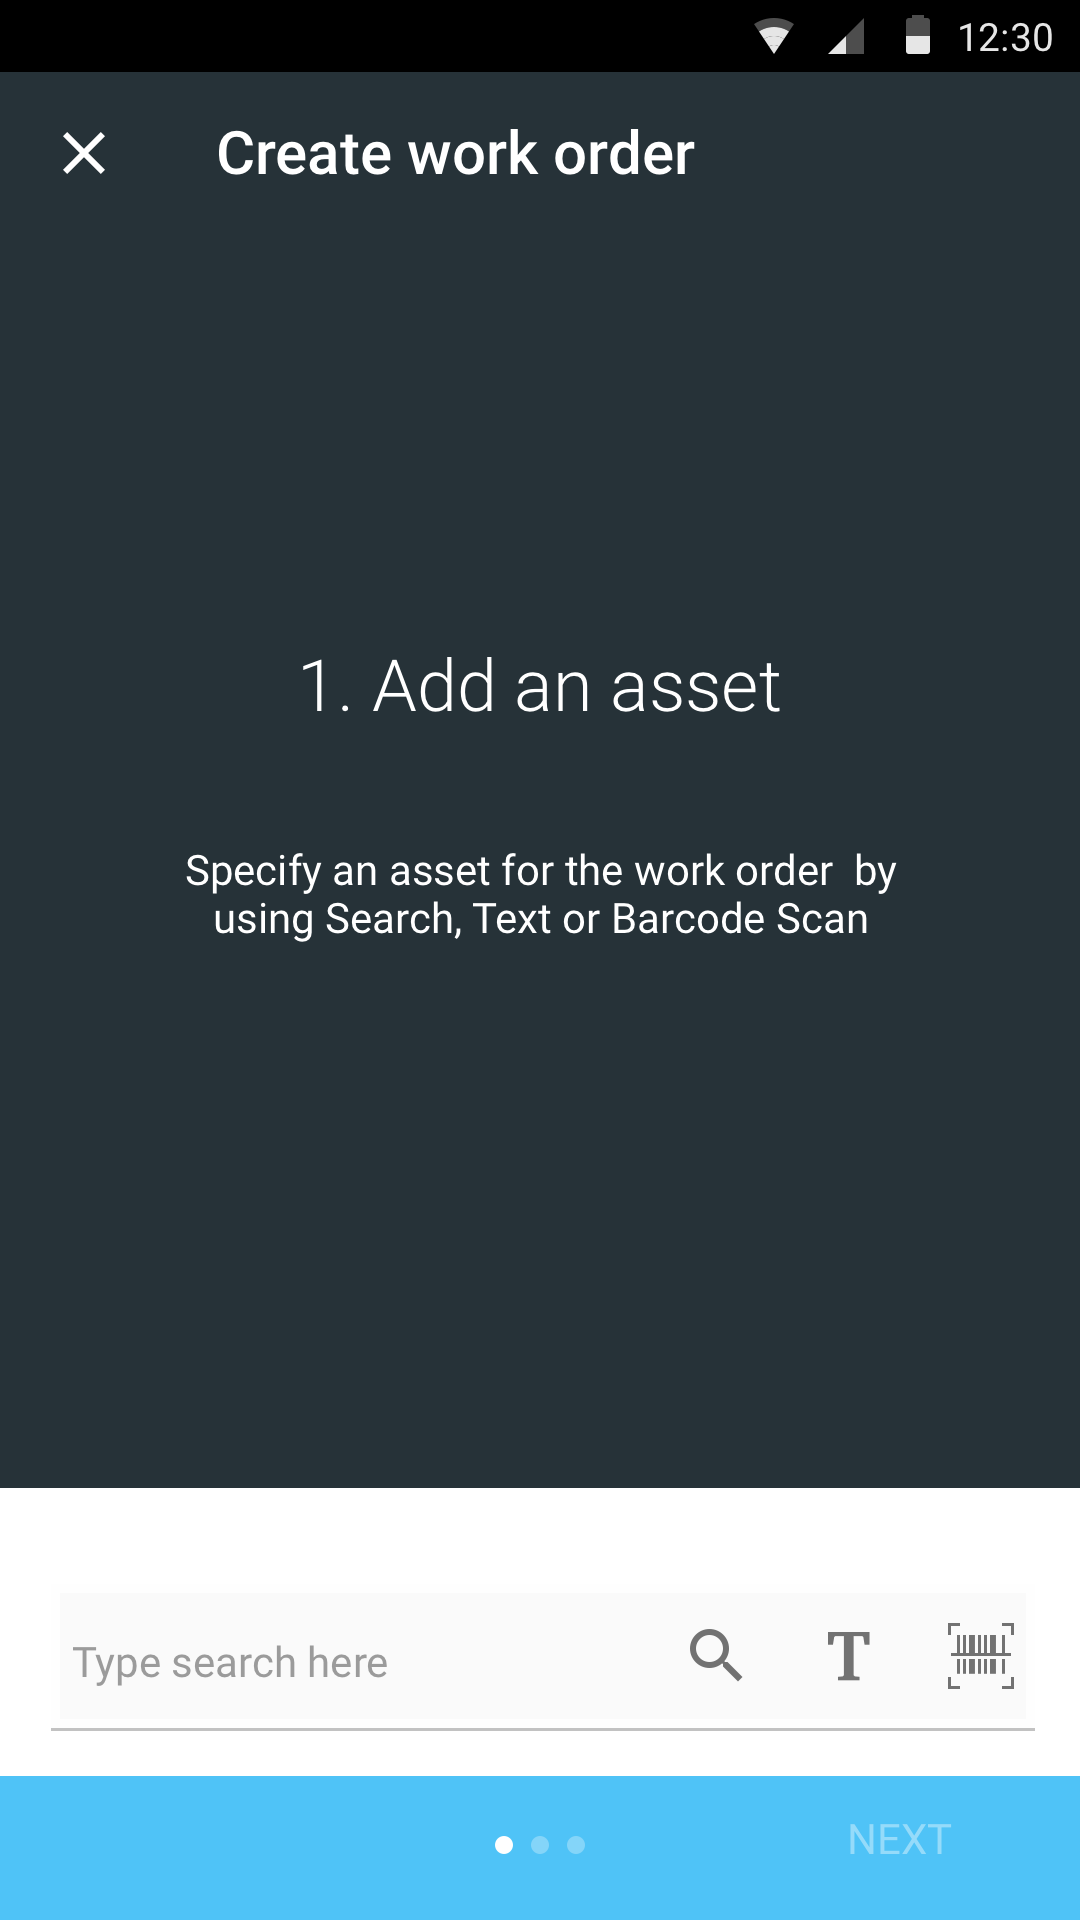 12:30
Create work order
1. Add an asset
Specify an asset for the work order  by
using Search, Text or Barcode Scan
Type search here
T
NEXT